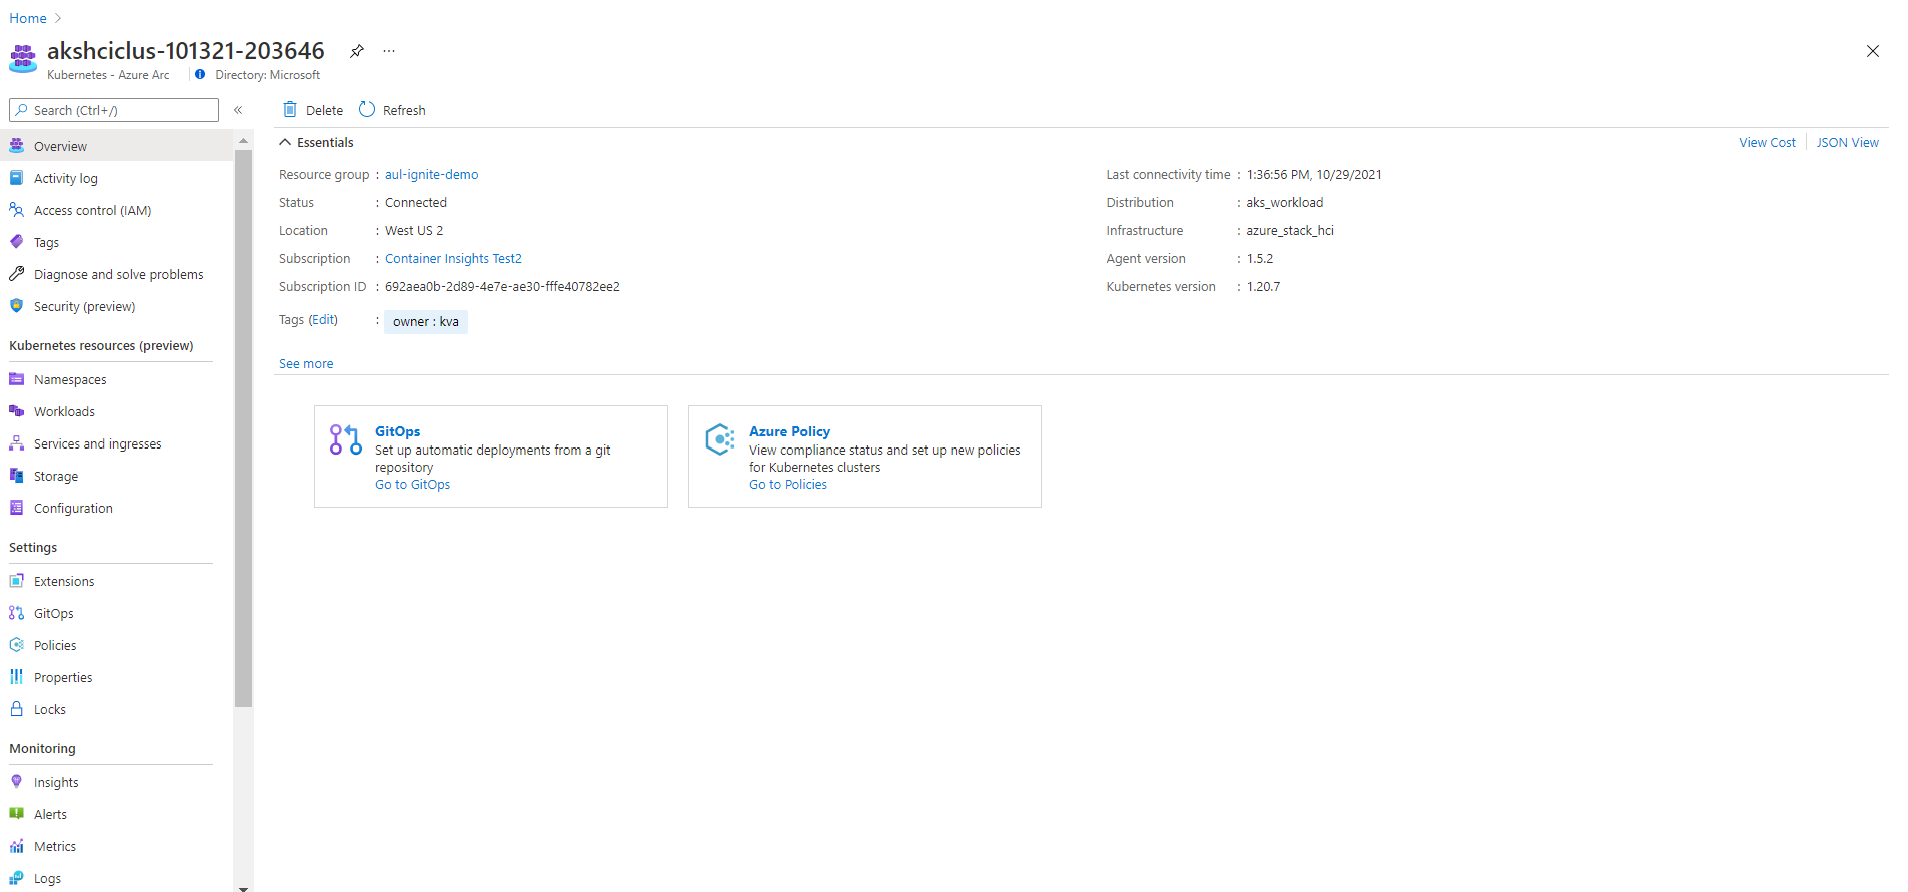 Home
akshciclus-101321-203646
Kubernetes - Azure Arc
Directory: Microsoft
Search (Ctrl+/)
Overview
Activity log
Access control (IAM)
Tags
Diagnose and solve problems
Security (preview)
Kubernetes resources (preview)
Namespaces
Workloads
Services and ingresses
Storage
Configuration
Settings
Extensions
GitOps
Policies
Properties
Locks
Monitoring
Insights
Alerts
Metrics
Logs
Delete Refresh
Essentials
View Cost JSON View
Resource group : aul-ignite-demo
Status : Connected
Location : West US 2
Subscription : Container Insights Test2
Subscription ID : 692aea0b-2d89-4e7e-ae30-fffe40782ee2
Tags (Edit) : owner : kva
See more
Last connectivity time : 1:36:56 PM, 10/29/2021
Distribution : aks_workload
Infrastructure : azure_stack_hci
Agent version : 1.5.2
Kubernetes version : 1.20.7
GitOps
Set up automatic deployments from a git
repository
Go to GitOps
Azure Policy
View compliance status and set up new policies
for Kubernetes clusters
Go to Policies